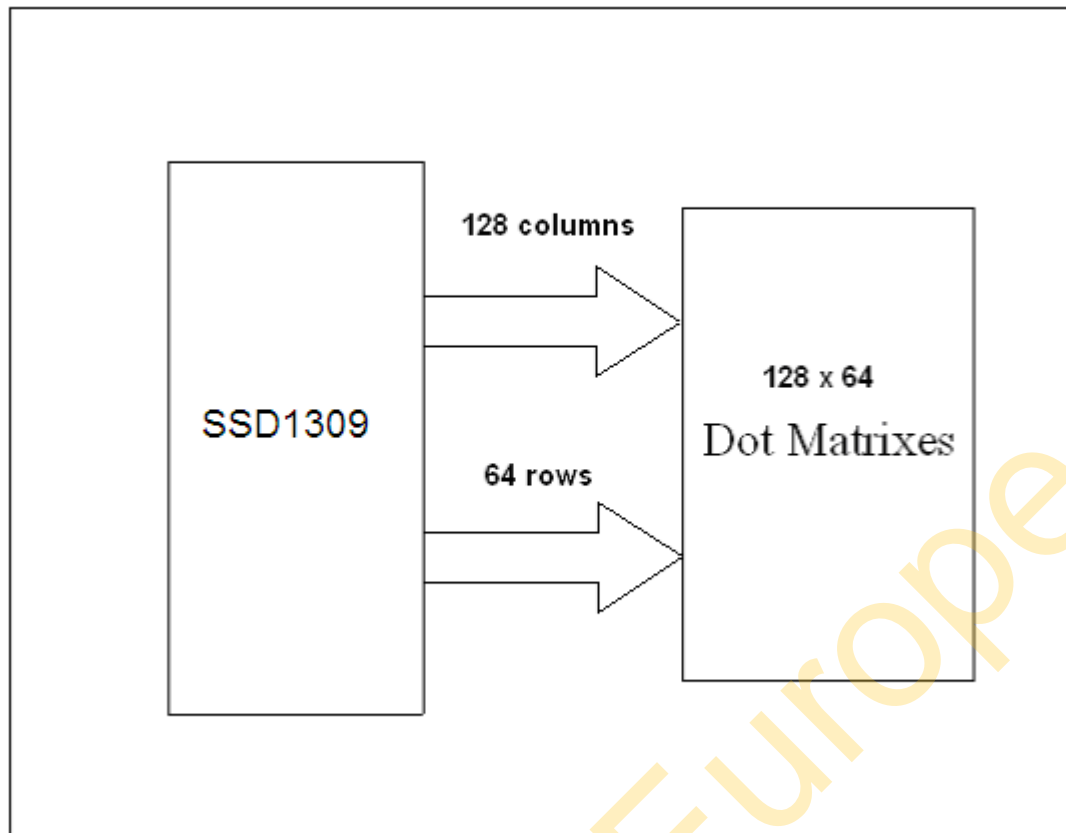 128 columns
SSD1309
128 x 64
Dot Matrixes
64 rows
Europe